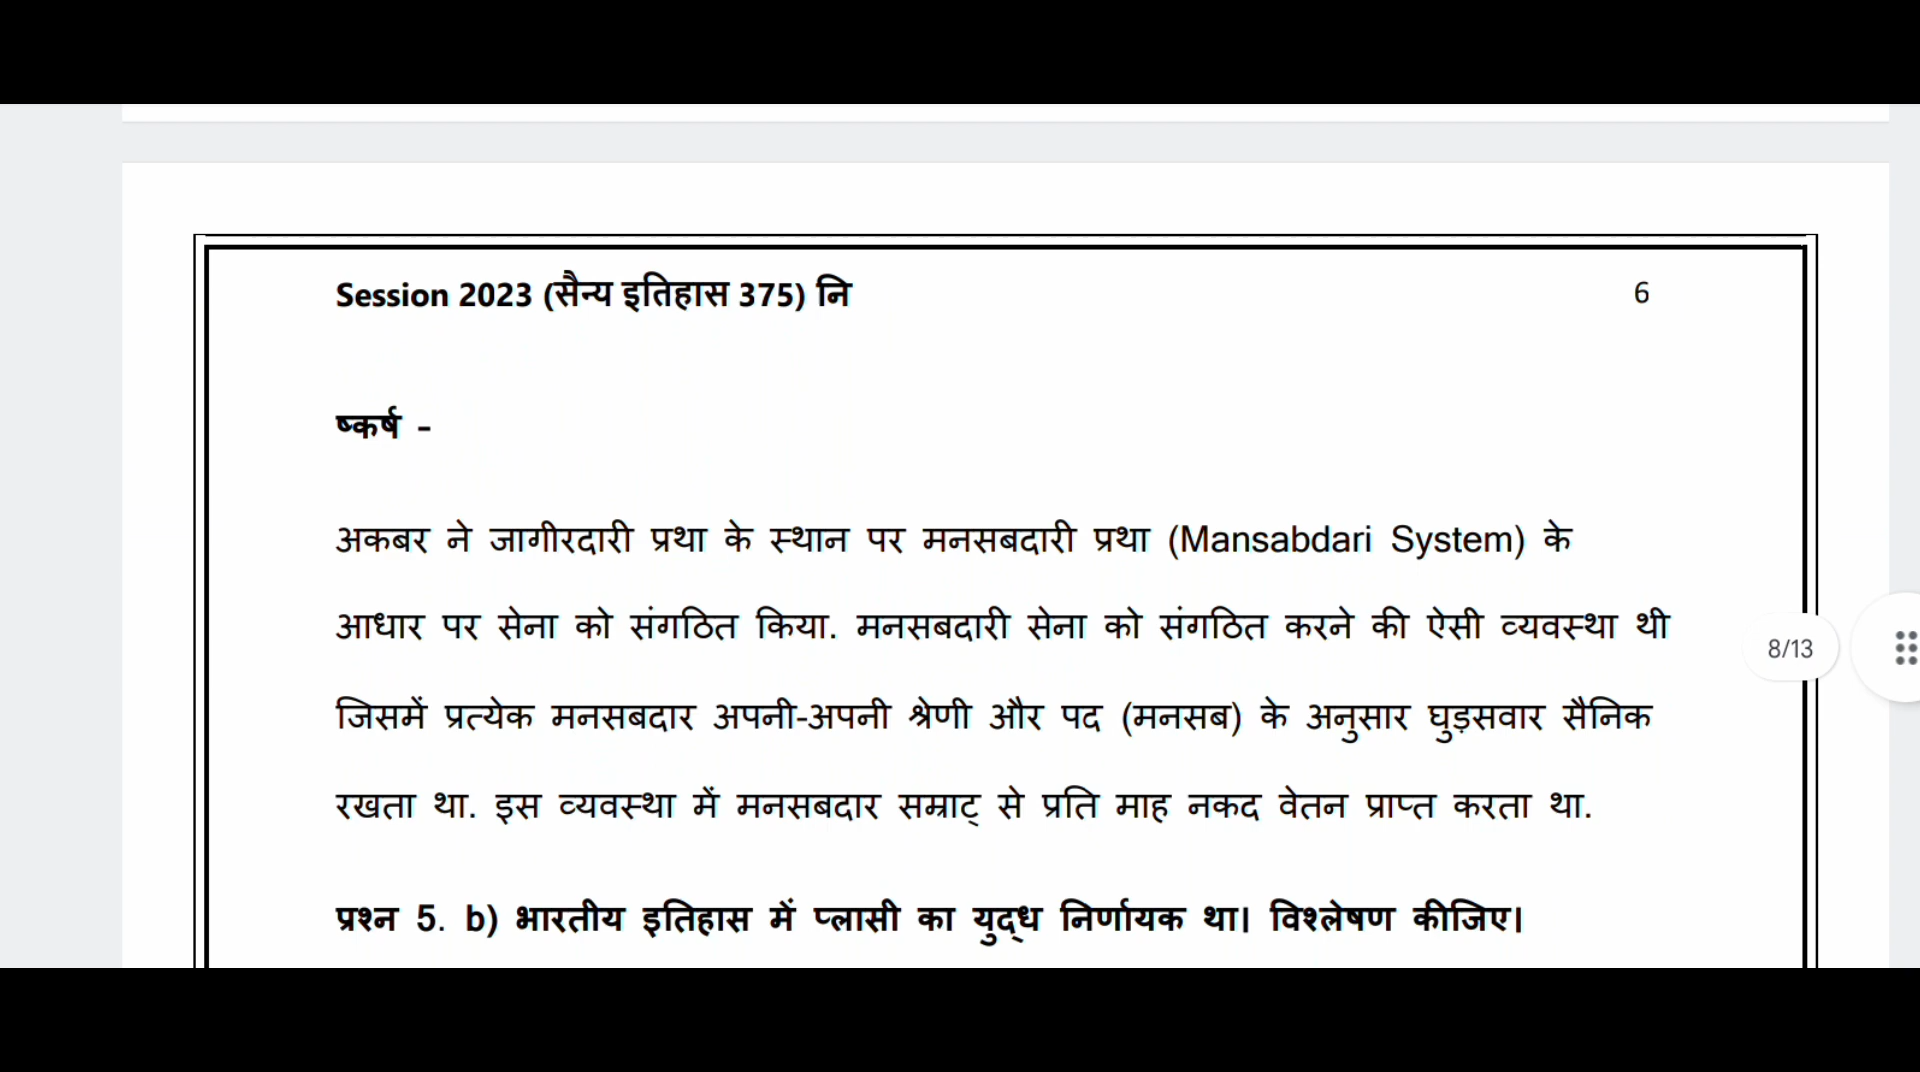 Session 2023 (सैन्य इतिहास 375) नि
6
ष्कर्ष -
अकबर ने जागीरदारी प्रथा के स्थान पर मनसबदारी प्रथा (Mansabdari System) के
आधार पर सेना को संगठित किया. मनसबदारी सेना को संगठित करने की ऐसी व्यवस्था थी
8/13
जिसमें प्रत्येक मनसबदार अपनी-अपनी श्रेणी और पद (मनसब) के अनुसार घुड़सवार सैनिक
रखता था. इस व्यवस्था में मनसबदार सम्राट् से प्रति माह नकद वेतन प्राप्त करता था.
प्रश्न 5. b) भारतीय इतिहास में प्लासी का युद्ध निर्णायक था। विश्लेषण कीजिए।